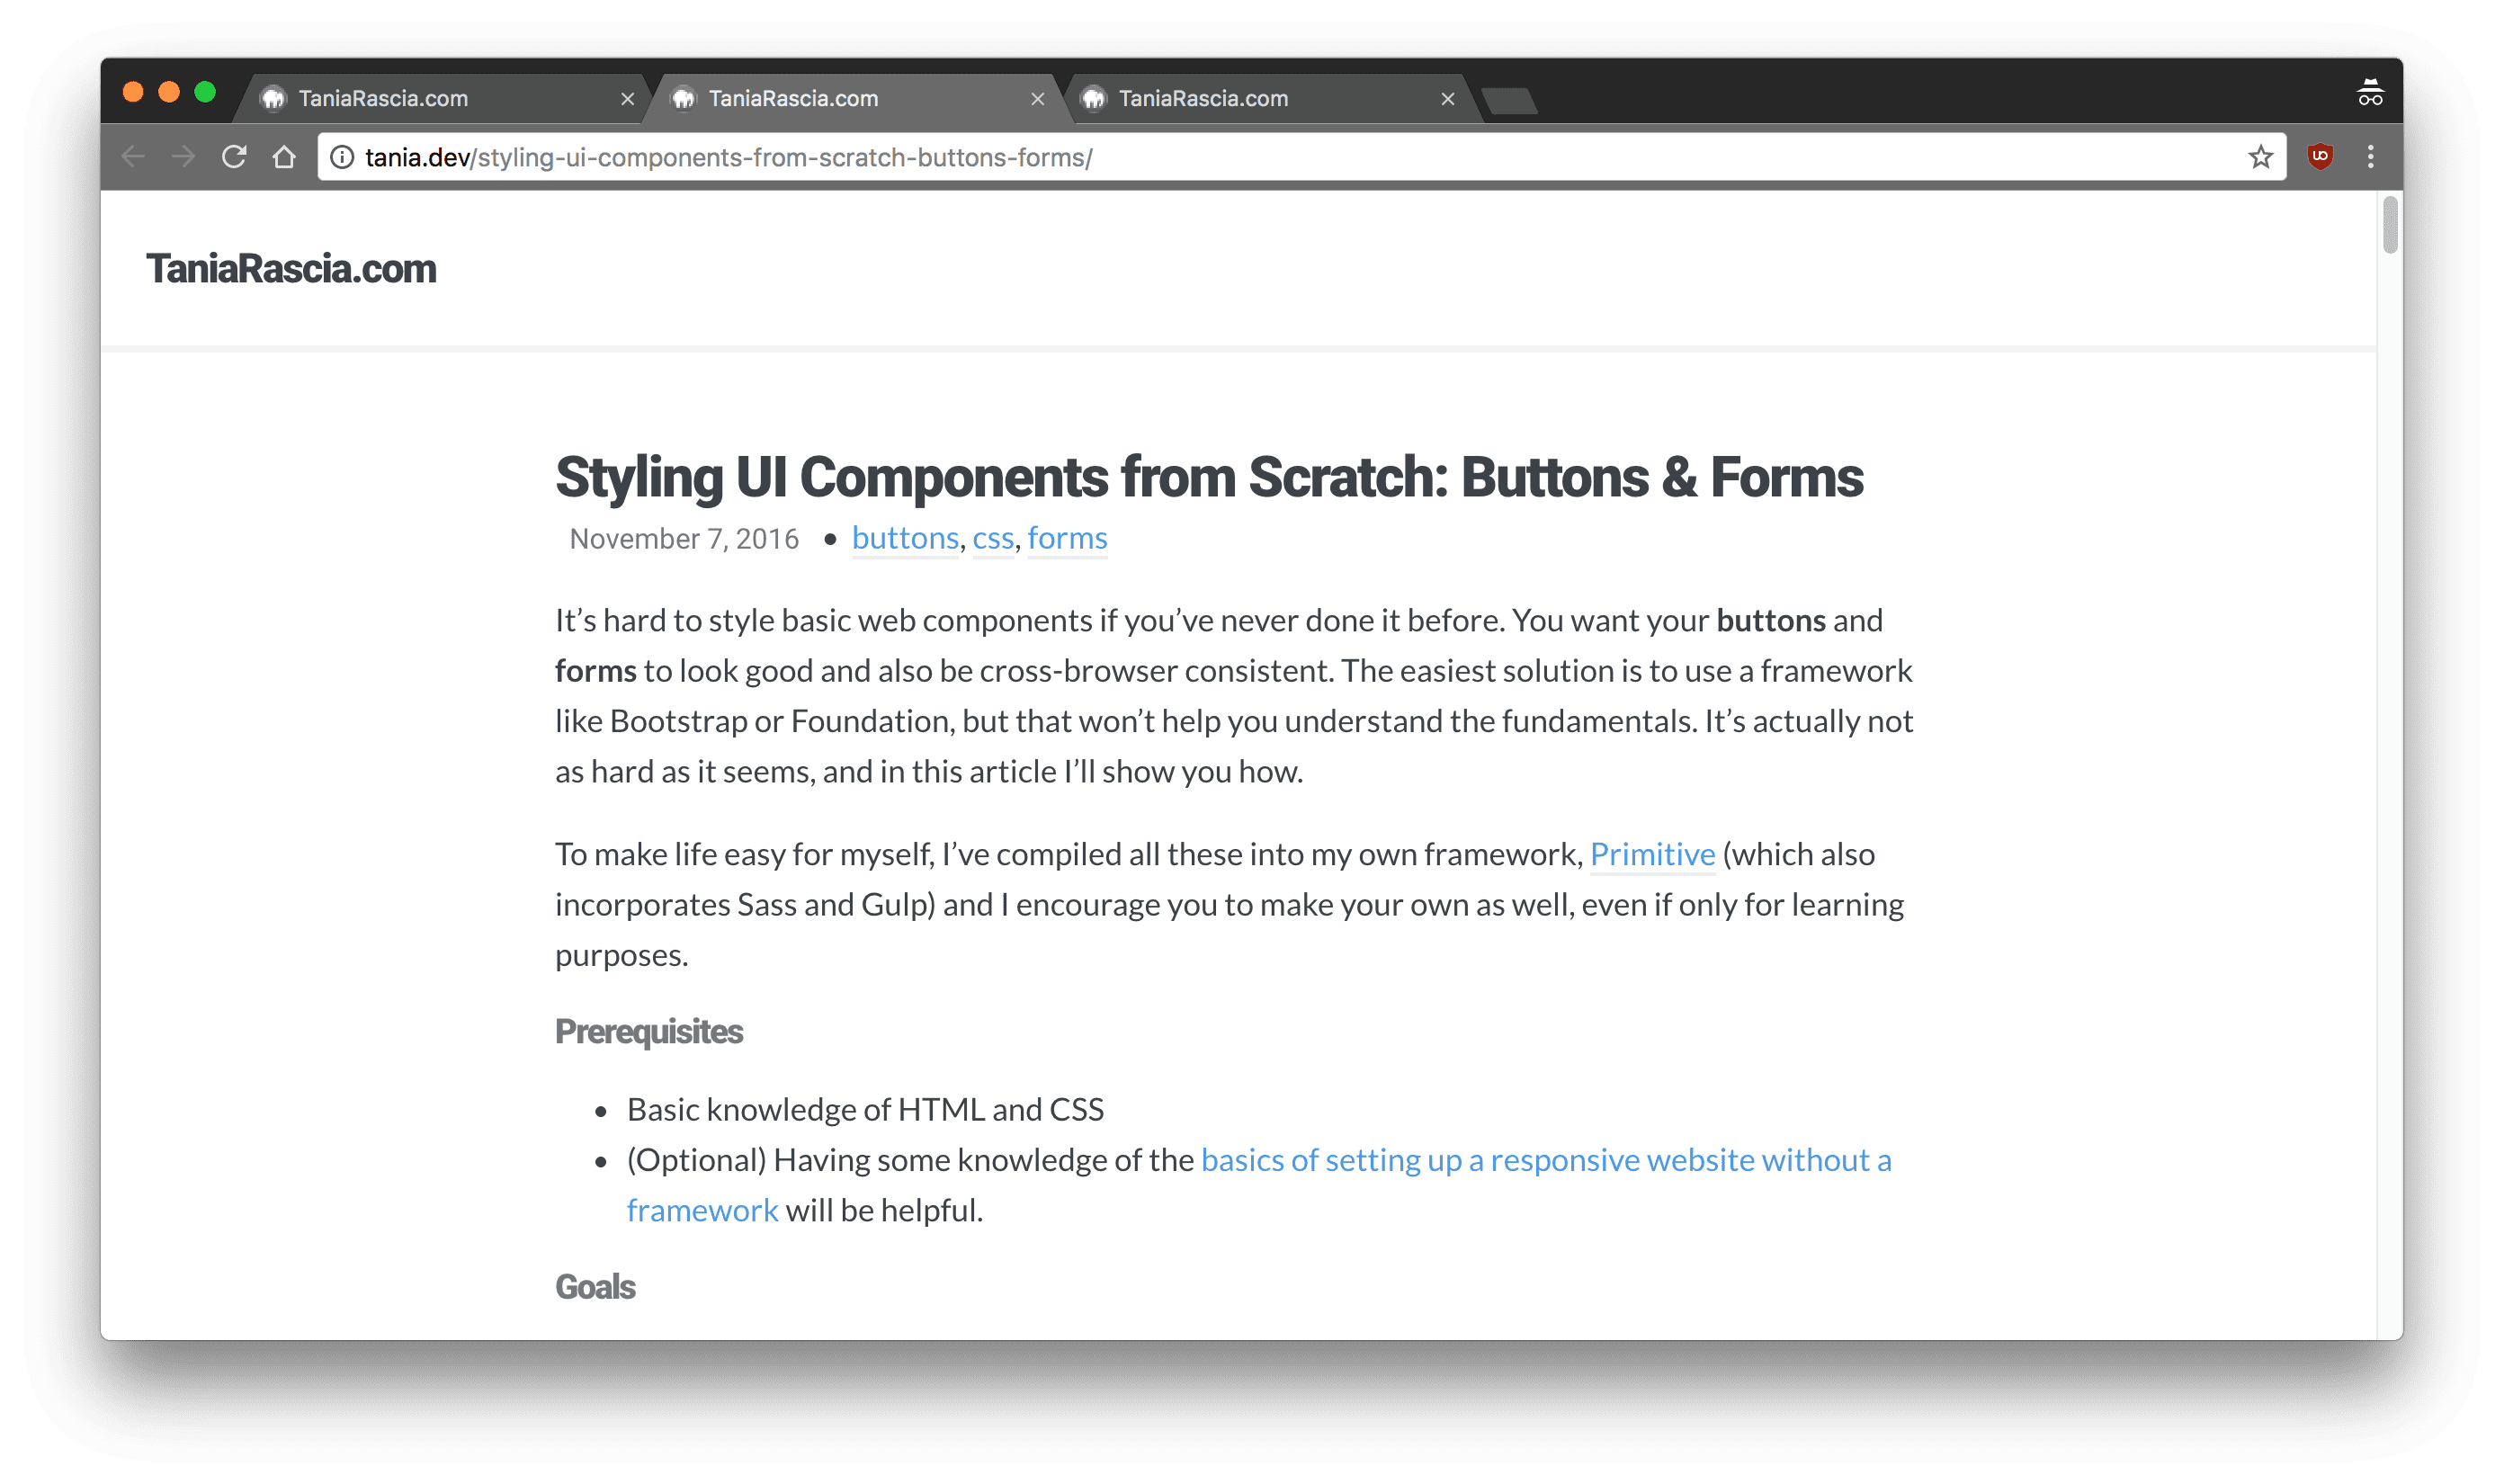 TaniaRascia.com TaniaRascia.com TaniaRascia.com
tania.dev/styling-ui-components-from-scratch-buttons-forms/
TaniaRascia.com
Styling UI Components from Scratch: Buttons & Forms
November 7, 2016 • buttons, css, forms
It’s hard to style basic web components if you’ve never done it before. You want your buttons and
forms to look good and also be cross-browser consistent. The easiest solution is to use a framework
like Bootstrap or Foundation, but that won’t help you understand the fundamentals. It’s actually not
as hard as it seems, and in this article I’ll show you how.
To make life easy for myself, I’ve compiled all these into my own framework, Primitive (which also
incorporates Sass and Gulp) and I encourage you to make your own as well, even if only for learning
purposes.
Prerequisites
• Basic knowledge of HTML and CSS
• (Optional) Having some knowledge of the basics of setting up a responsive website without a
framework will be helpful.
Goals